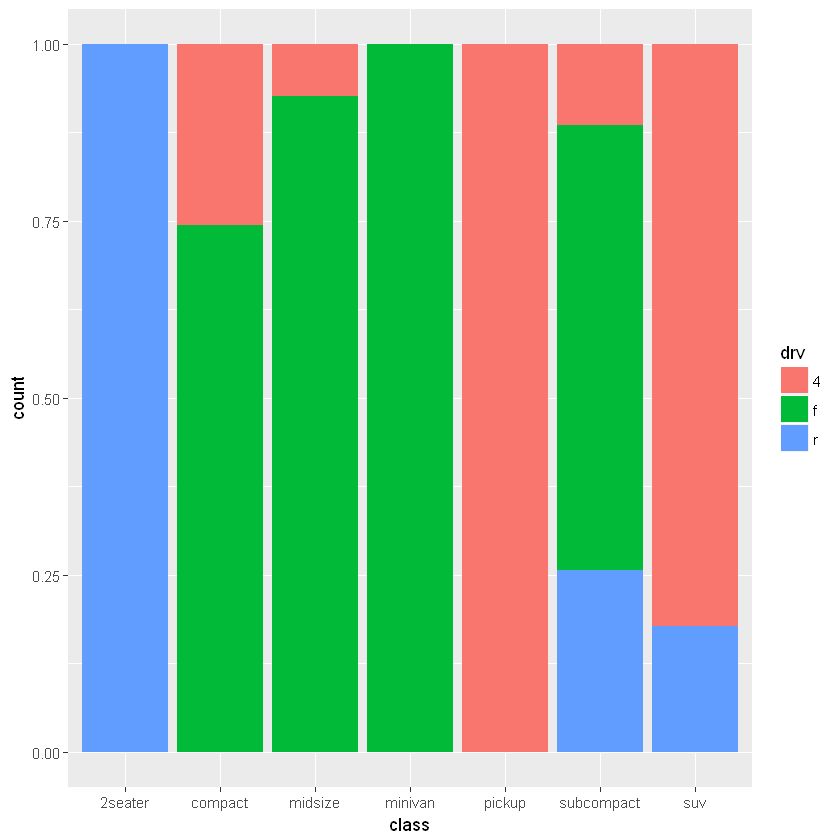 1.00
0.75
0.50
0.25
0.00
count
2seater compact midsize minivan pickup subcompact suv
class
drv
4
f
r